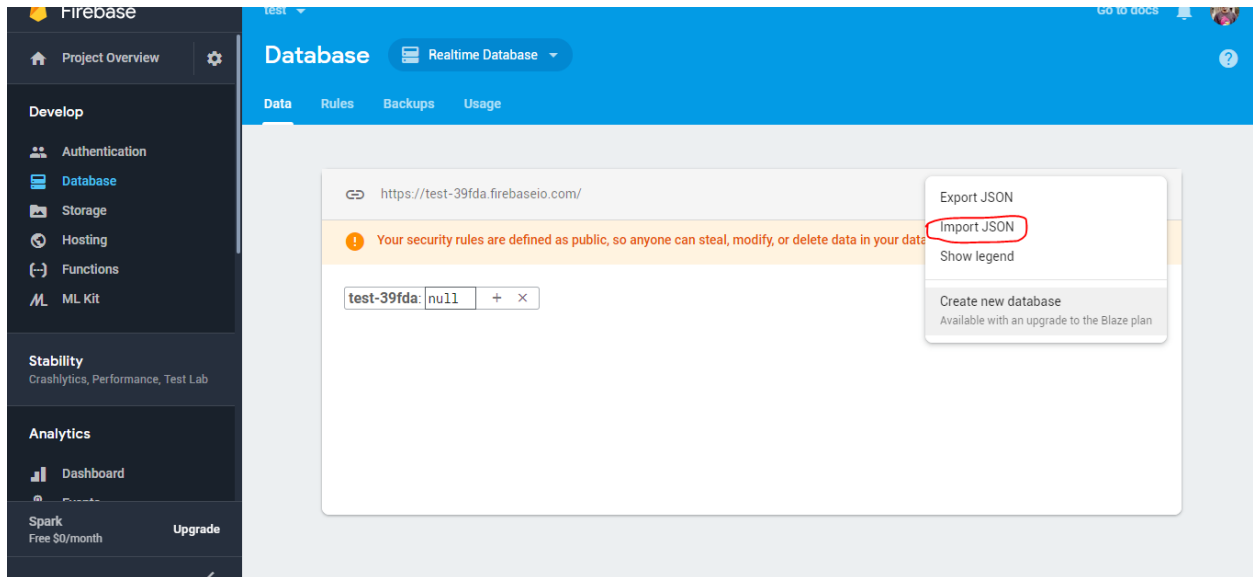 Firebase
test
Go to docs
Project Overview
Database
Realtime Database
?
Data Rules Backups Usage
Develop
Authentication
Database
Storage
Hosting
Functions
ML Kit
Stability
Crashlytics, Performance, Test Lab
Analytics
Dashboard
Events
Spark
Free $0/month
Upgrade
https://test-39fda.firebaseio.com/
Your security rules are defined as public, so anyone can steal, modify, or delete data in your
test-39fda: null + ×
Export JSON
Import JSON
Show legend
Create new database
Available with an upgrade to the Blaze plan